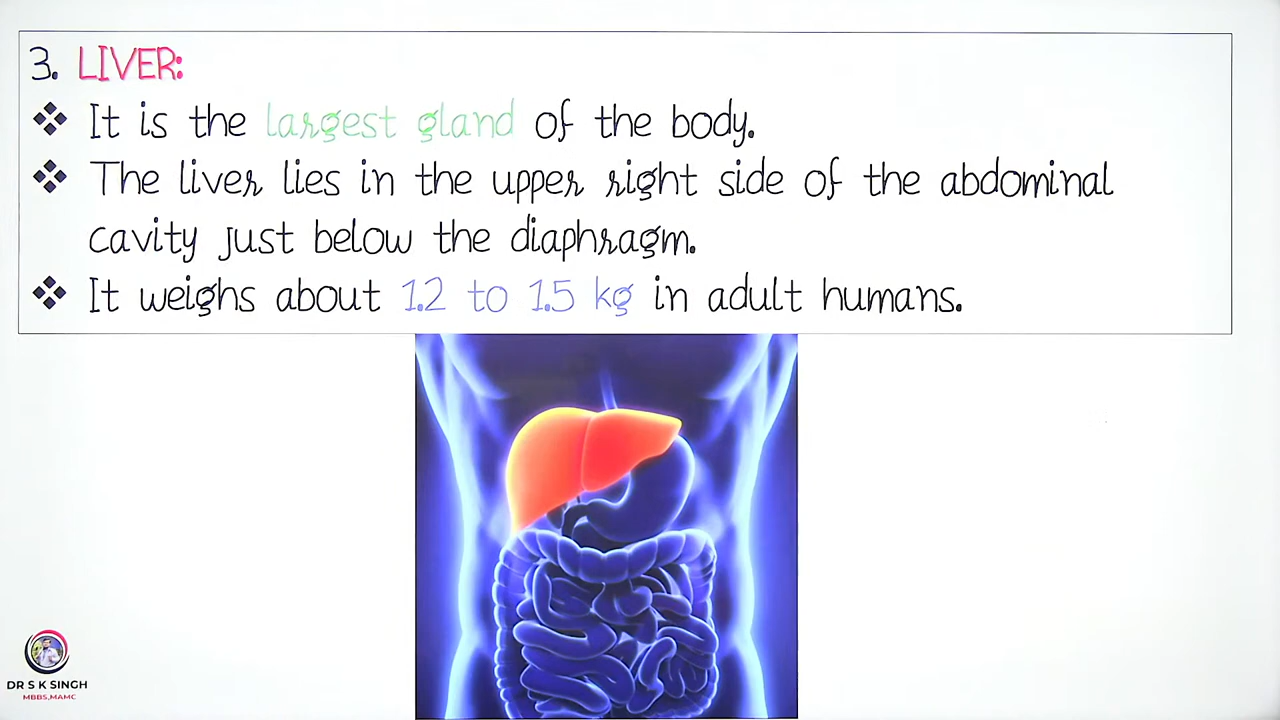 3. LIVER:
❖ It is the largest gland of the body.
❖ The liver lies in the upper right side of the abdominal
cavity just below the diaphragm.
❖ It weighs about 1.2 to 1.5 kg in adult humans.
DR S K SINGH
MBBS,MAMC